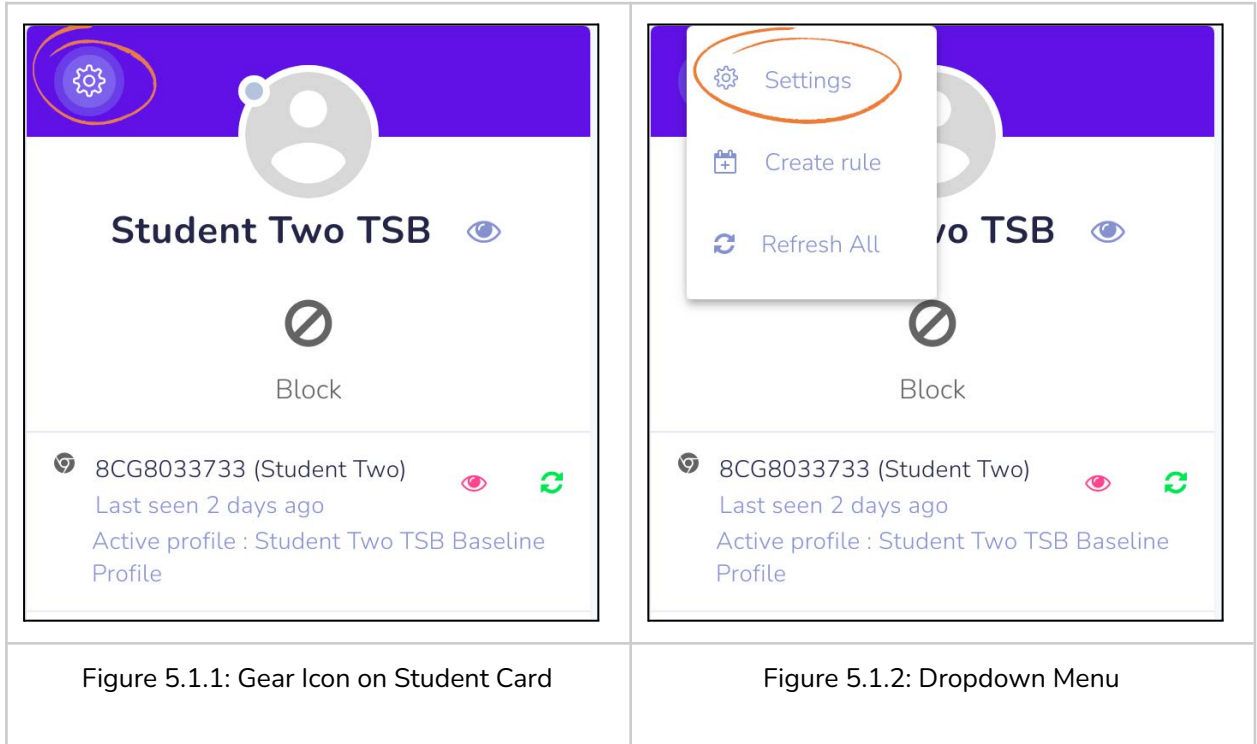 Student Two TSB
Block
8CG8033733 (Student Two)
Last seen 2 days ago
Active profile : Student Two TSB Baseline
Profile
Figure 5.1.1: Gear Icon on Student Card
Settings
Create rule
Refresh All
vo TSB
Block
8CG8033733 (Student Two)
Last seen 2 days ago
Active profile : Student Two TSB Baseline
Profile
Figure 5.1.2: Dropdown Menu